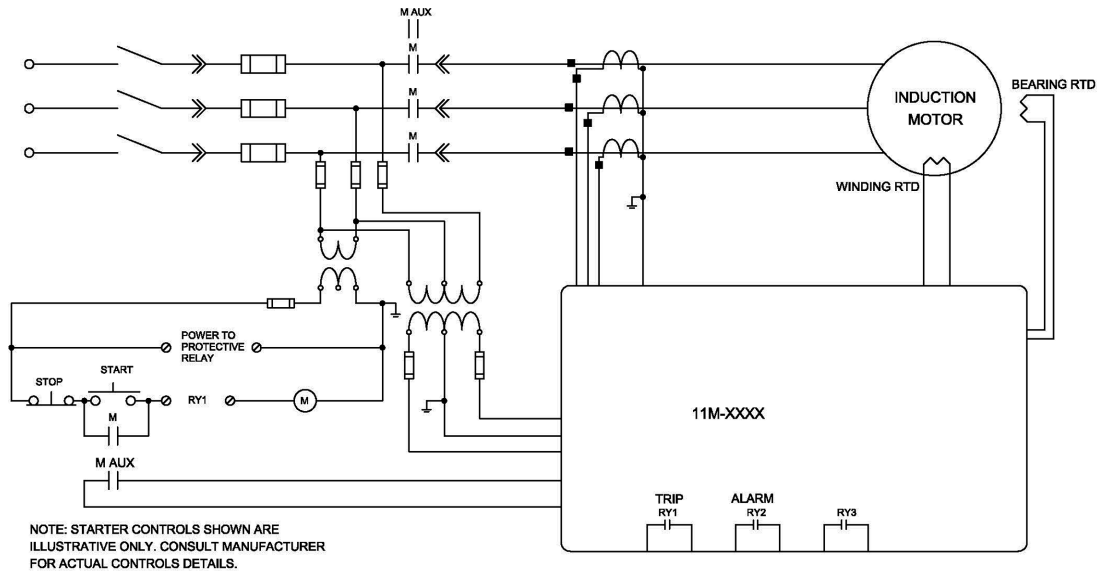 M AUX
M
M
M
INDUCTION
MOTOR
BEARING RTD
WINDING RTD
POWER TO
PROTECTIVE
RELAY
STOP
START
RY1
M
M
M AUX
11M-XXXX
TRIP
RY1
ALARM
RY2
RY3
NOTE: STARTER CONTROLS SHOWN ARE
ILLUSTRATIVE ONLY. CONSULT MANUFACTURER
FOR ACTUAL CONTROLS DETAILS.